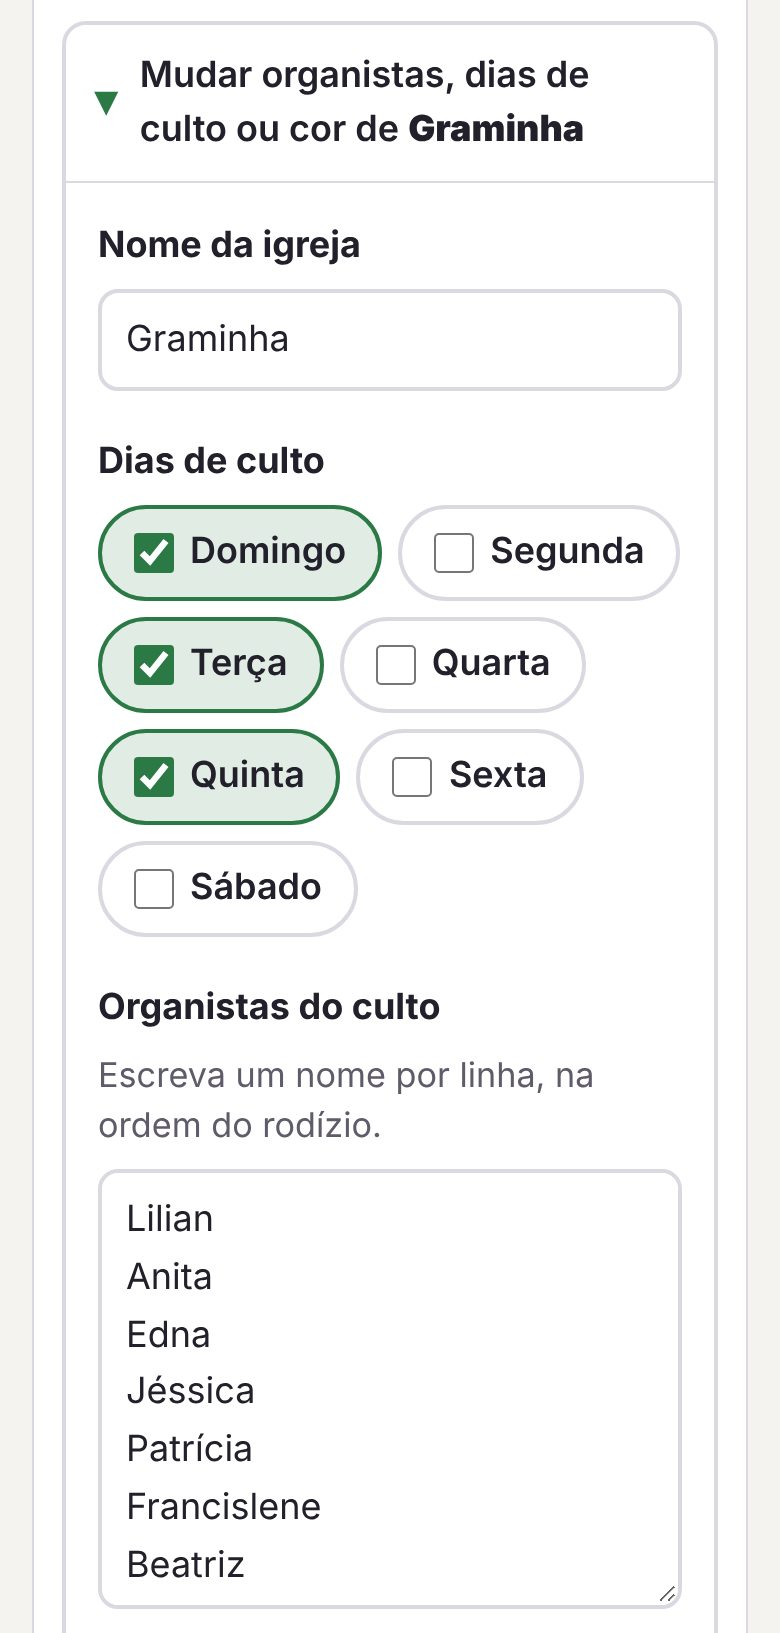 Mudar organistas, dias de
culto ou cor de Graminha
Nome da igreja
Graminha
Dias de culto
Domingo
Segunda
Terça
Quarta
Quinta
Sexta
Sábado
Organistas do culto
Escreva um nome por linha, na
ordem do rodízio.
Lilian
Anita
Edna
Jéssica
Patrícia
Francislene
Beatriz